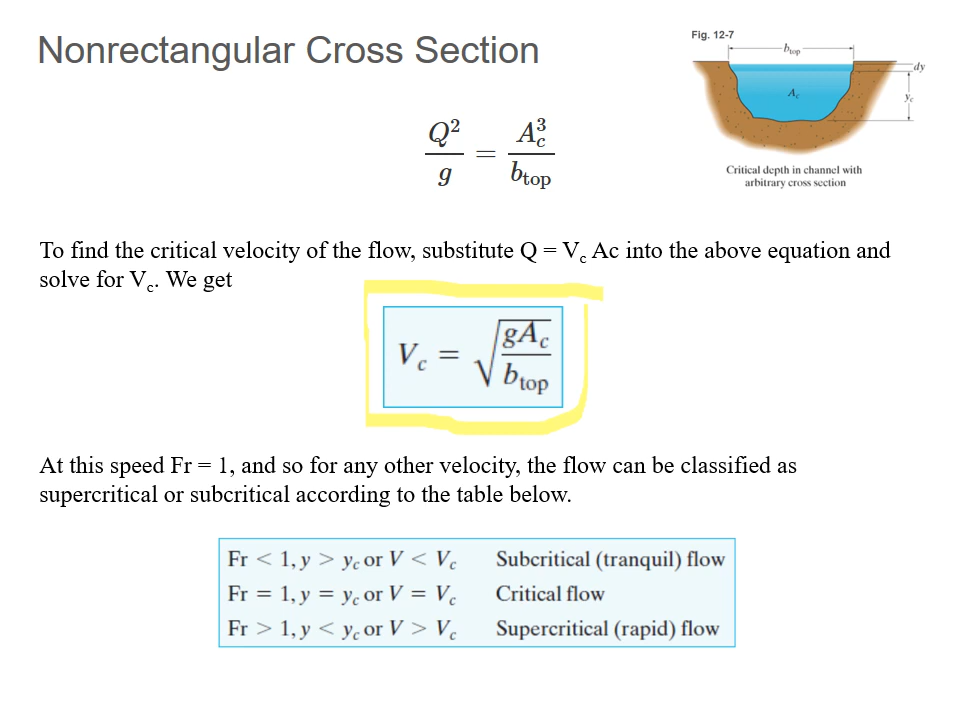 Nonrectangular Cross Section
Fig. 12-7
b_top
dy
A_c
y_c
Critical depth in channel with
arbitrary cross section
Q²/g = A_c³/b_top
To find the critical velocity of the flow, substitute Q = V_c Ac into the above equation and
solve for V_c. We get
V_c = √(gA_c/b_top)
At this speed Fr = 1, and so for any other velocity, the flow can be classified as
supercritical or subcritical according to the table below.
Fr < 1, y > y_c or V < V_c Subcritical (tranquil) flow
Fr = 1, y = y_c or V = V_c Critical flow
Fr > 1, y < y_c or V > V_c Supercritical (rapid) flow